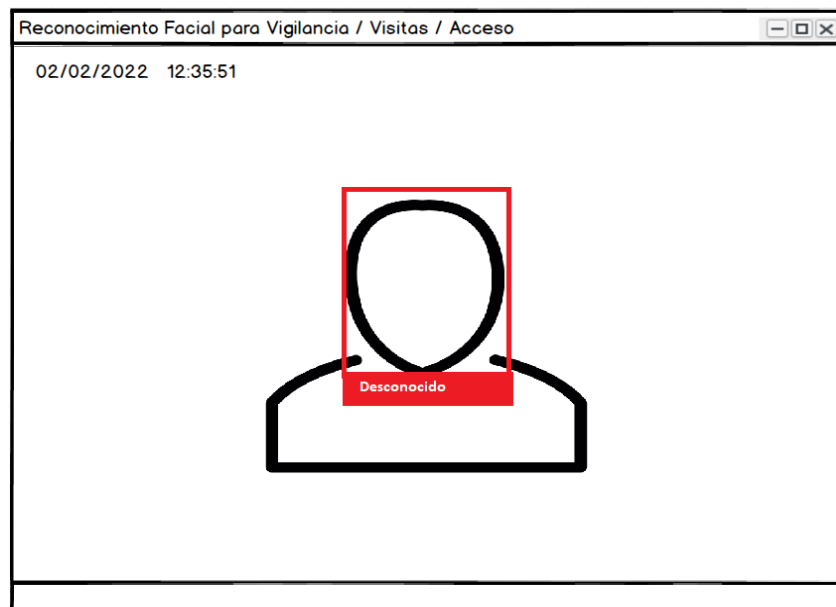 Reconocimiento Facial para Vigilancia / Visitas / Acceso
02/02/2022 12:35:51
Desconocido